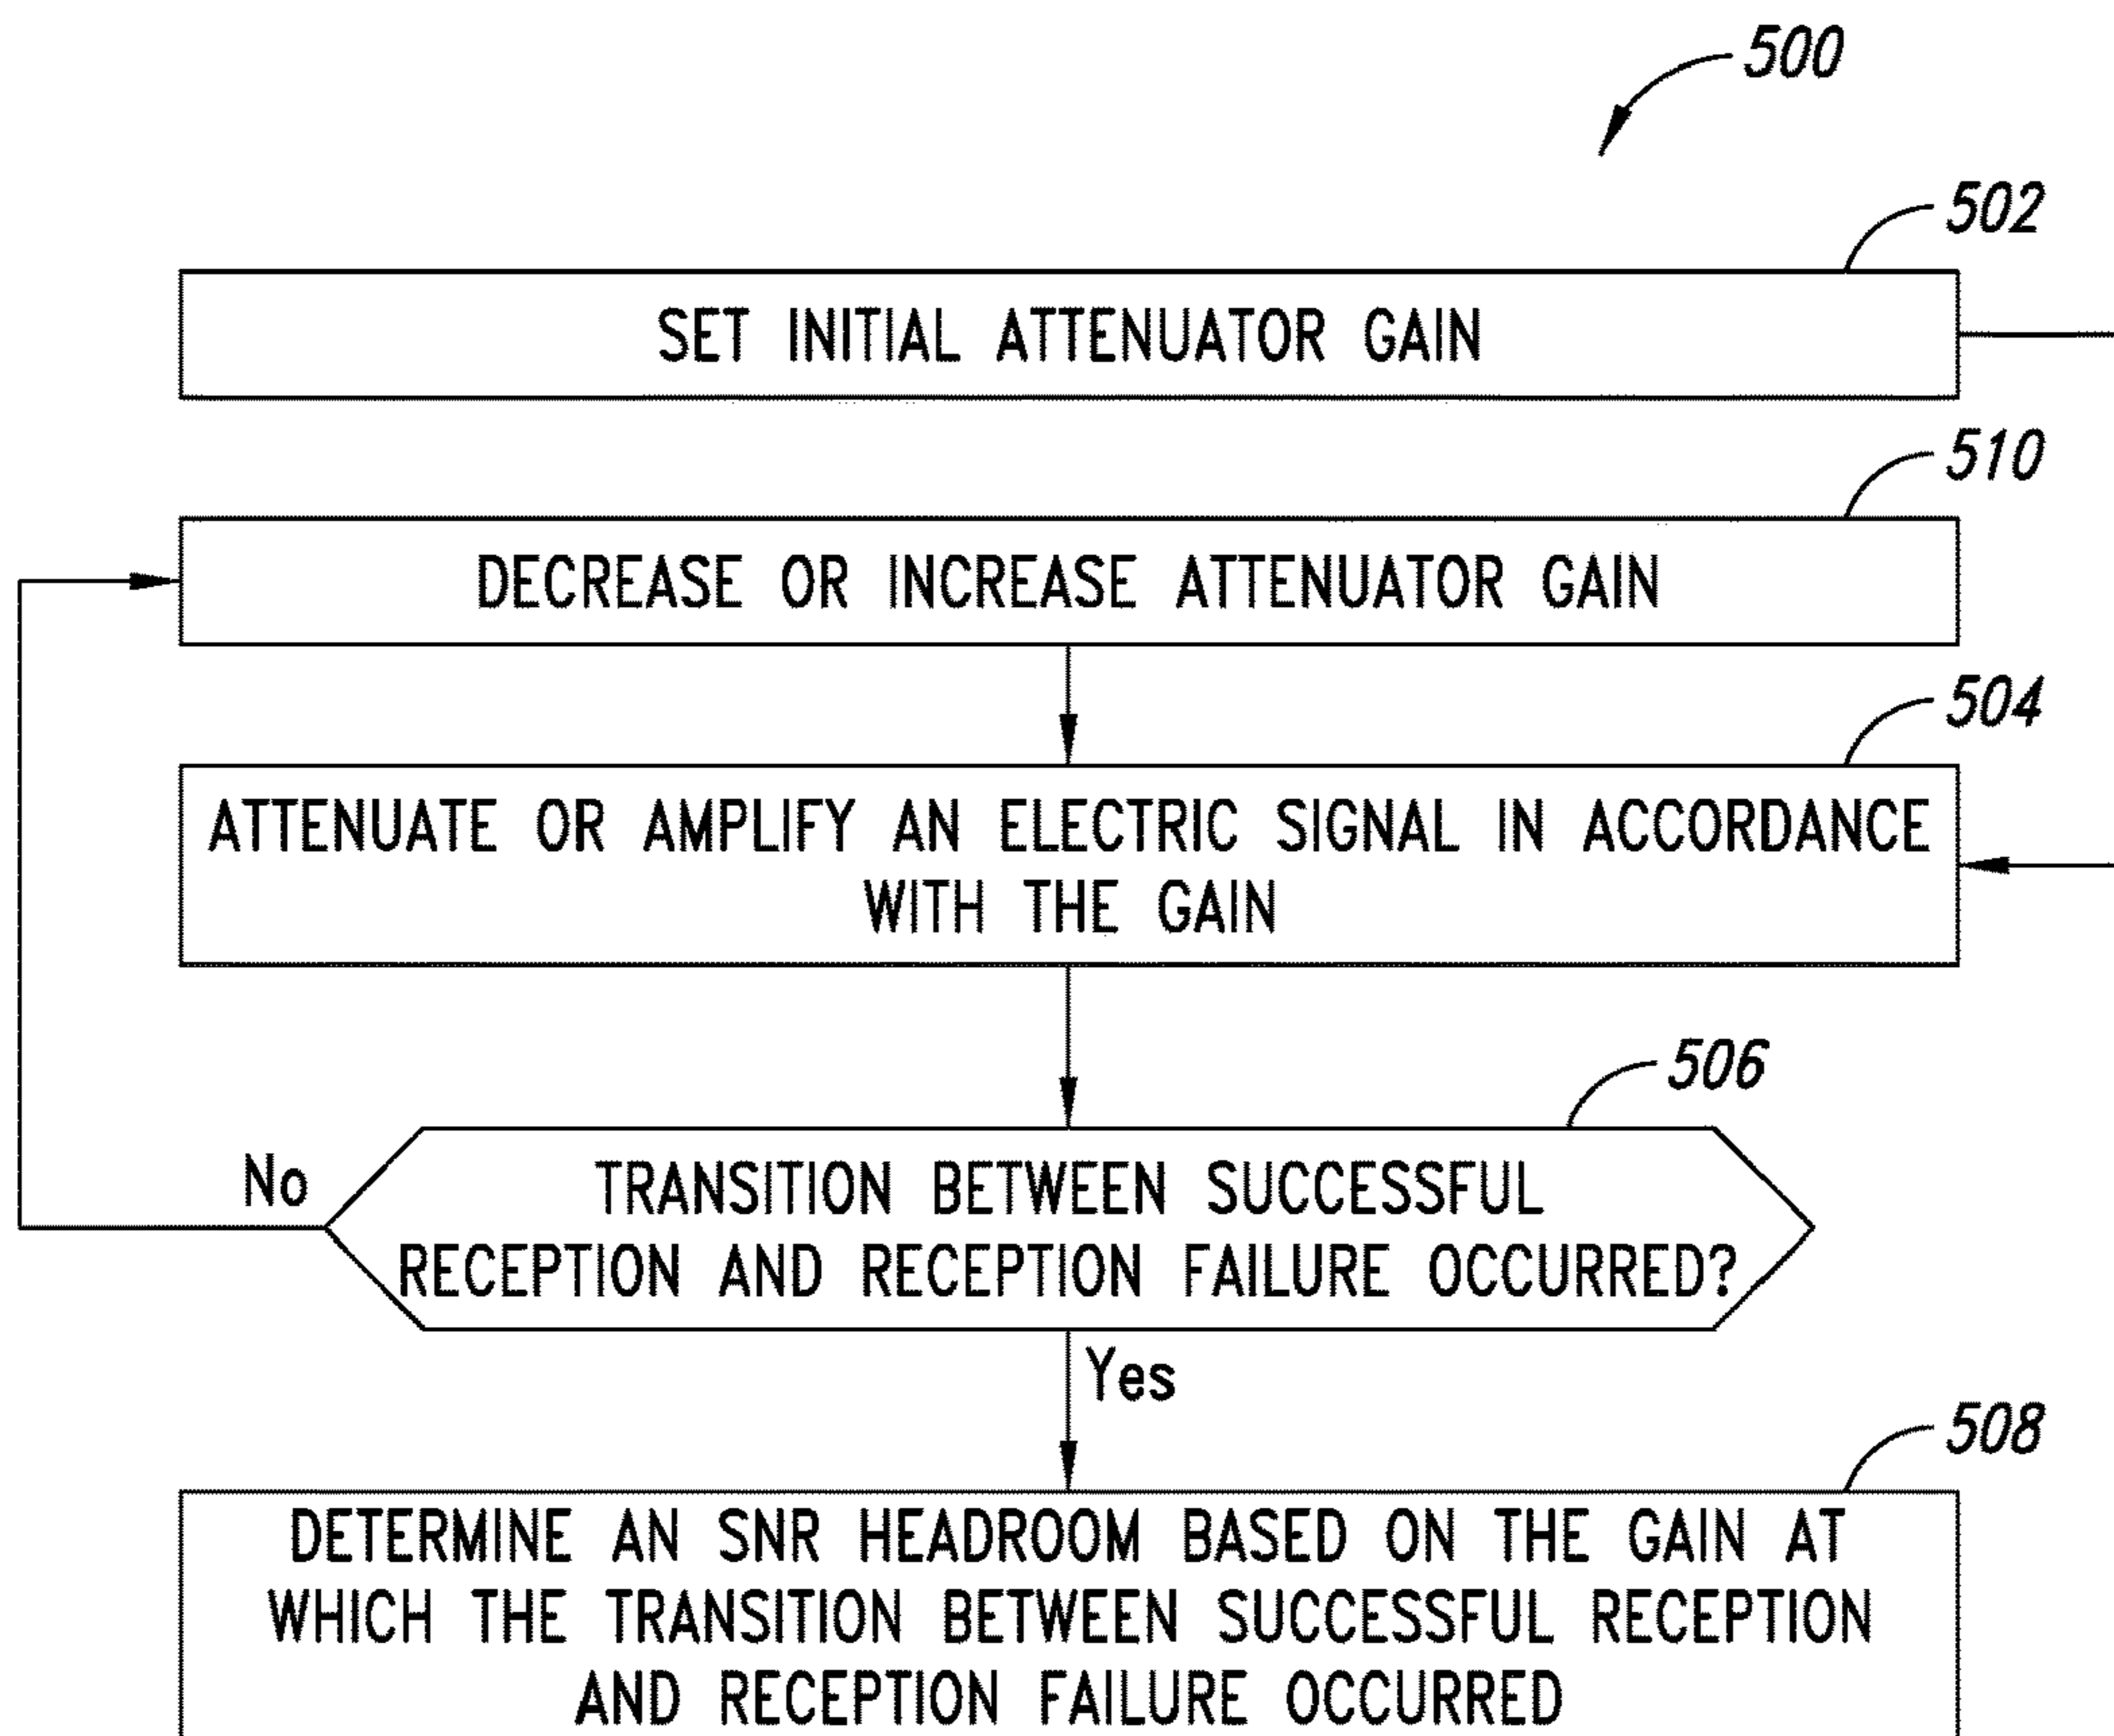 500
502
SET INITIAL ATTENUATOR GAIN
510
DECREASE OR INCREASE ATTENUATOR GAIN
504
ATTENUATE OR AMPLIFY AN ELECTRIC SIGNAL IN ACCORDANCE
WITH THE GAIN
506
No
TRANSITION BETWEEN SUCCESSFUL
RECEPTION AND RECEPTION FAILURE OCCURRED?
Yes
508
DETERMINE AN SNR HEADROOM BASED ON THE GAIN AT
WHICH THE TRANSITION BETWEEN SUCCESSFUL RECEPTION
AND RECEPTION FAILURE OCCURRED